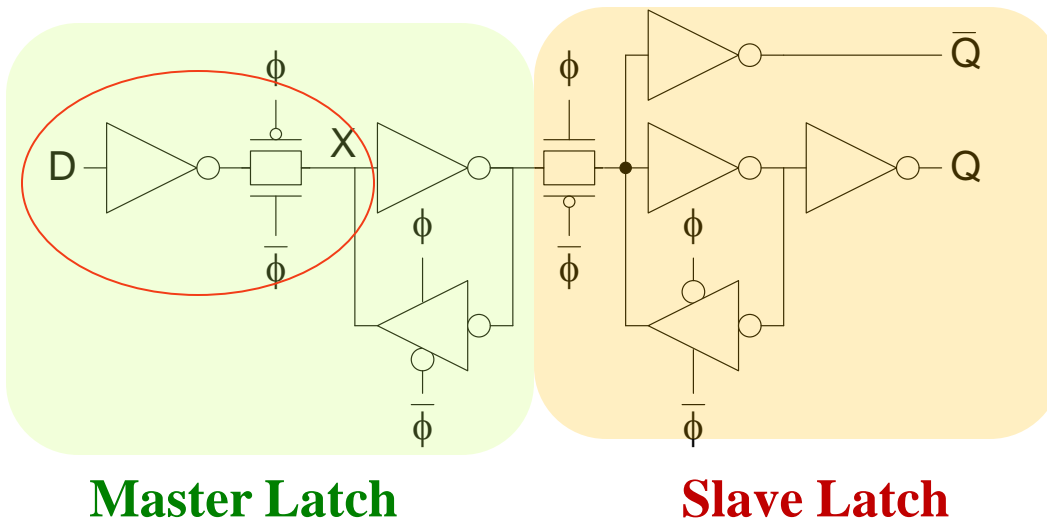 Q̅
ϕ ϕ
D X Q
ϕ ϕ
ϕ̅ ϕ̅
ϕ̅ ϕ̅
Master Latch Slave Latch